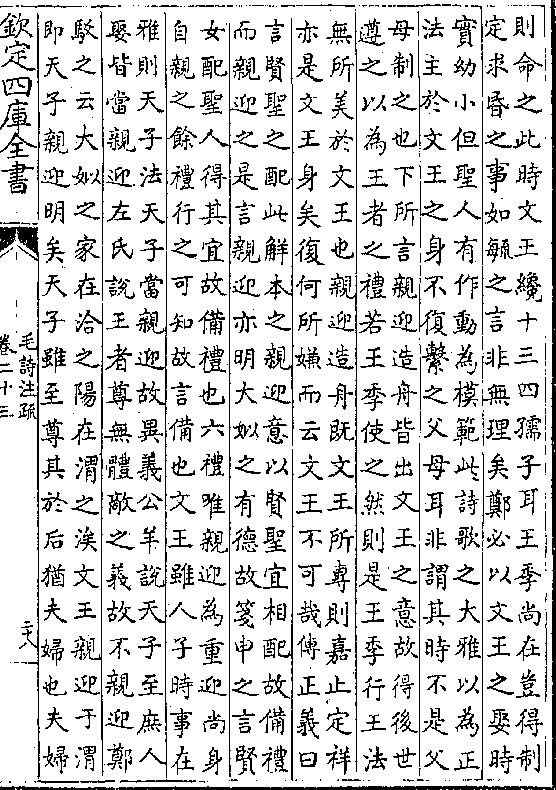 則命之此時文王纔十三四孺子耳王季尚在豈得制
定求昏之事如毓之言非無理矣鄭必以文王之娶時
實幼小但聖人有作動為模範此詩歌之大雅以為正
法主於文王之身不復繫之父母耳非謂其時不是父
母制之也下所言親迎造舟皆出文王之意故得後世
遵之以為王者之禮若王季使之然則是王季行王法
無所美於文王也親迎造舟既文王所專則嘉止定祥
亦是文王身矣復何所嫌而云文王不可哉傳正義曰
言賢聖之配此解本之親迎意以賢聖宜相配故備禮
而親迎之是言親迎亦明大姒之有德故箋申之言賢
女配聖人得其宜故備禮也六禮唯親迎為重迎尚身
自親之餘禮行之可知故言備也文王雖人子時事在
雅則天子法天子當親迎故異義公羊說天子至庶人
娶皆當親迎左氏說王者尊無體敵之義故不親迎鄭
駁之云大姒之家在洽之陽在渭之涘文王親迎于渭
即天子親迎明矣天子雖至尊其於后猶夫婦也夫婦
欽定四庫全書
毛詩注疏
卷二十三
二十八